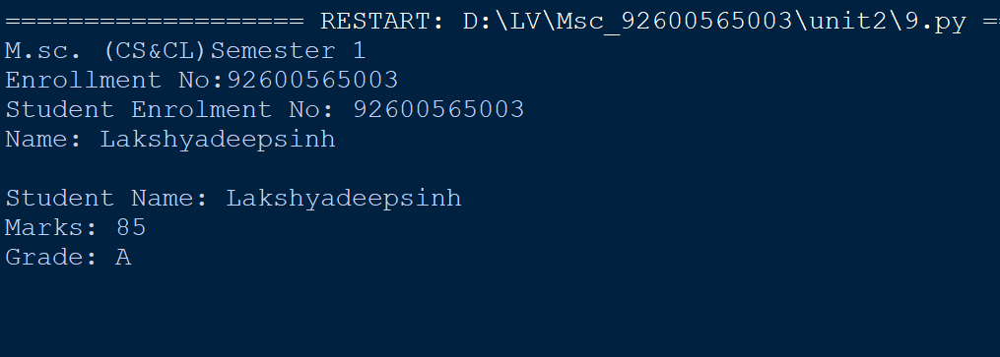 =================== RESTART: D:\LV\Msc_92600565003\unit2\9.py ==
M.sc. (CS&CL)Semester 1
Enrollment No:92600565003
Student Enrolment No: 92600565003
Name: Lakshyadeepsinh
Student Name: Lakshyadeepsinh
Marks: 85
Grade: A